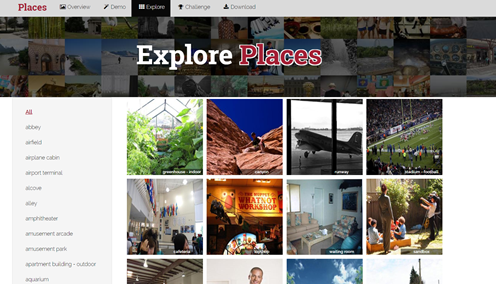 Places
Overview
Demo
Explore
Challenge
Download
Explore Places
All
abbey
airfield
airplane cabin
airport terminal
alcove
alley
amphitheater
amusement arcade
amusement park
apartment building - outdoor
aquarium
greenhouse - indoor
canyon
runway
stadium - football
cafeteria
WHATNOT
WORKSHOP
toyshop
waiting room
sandbox